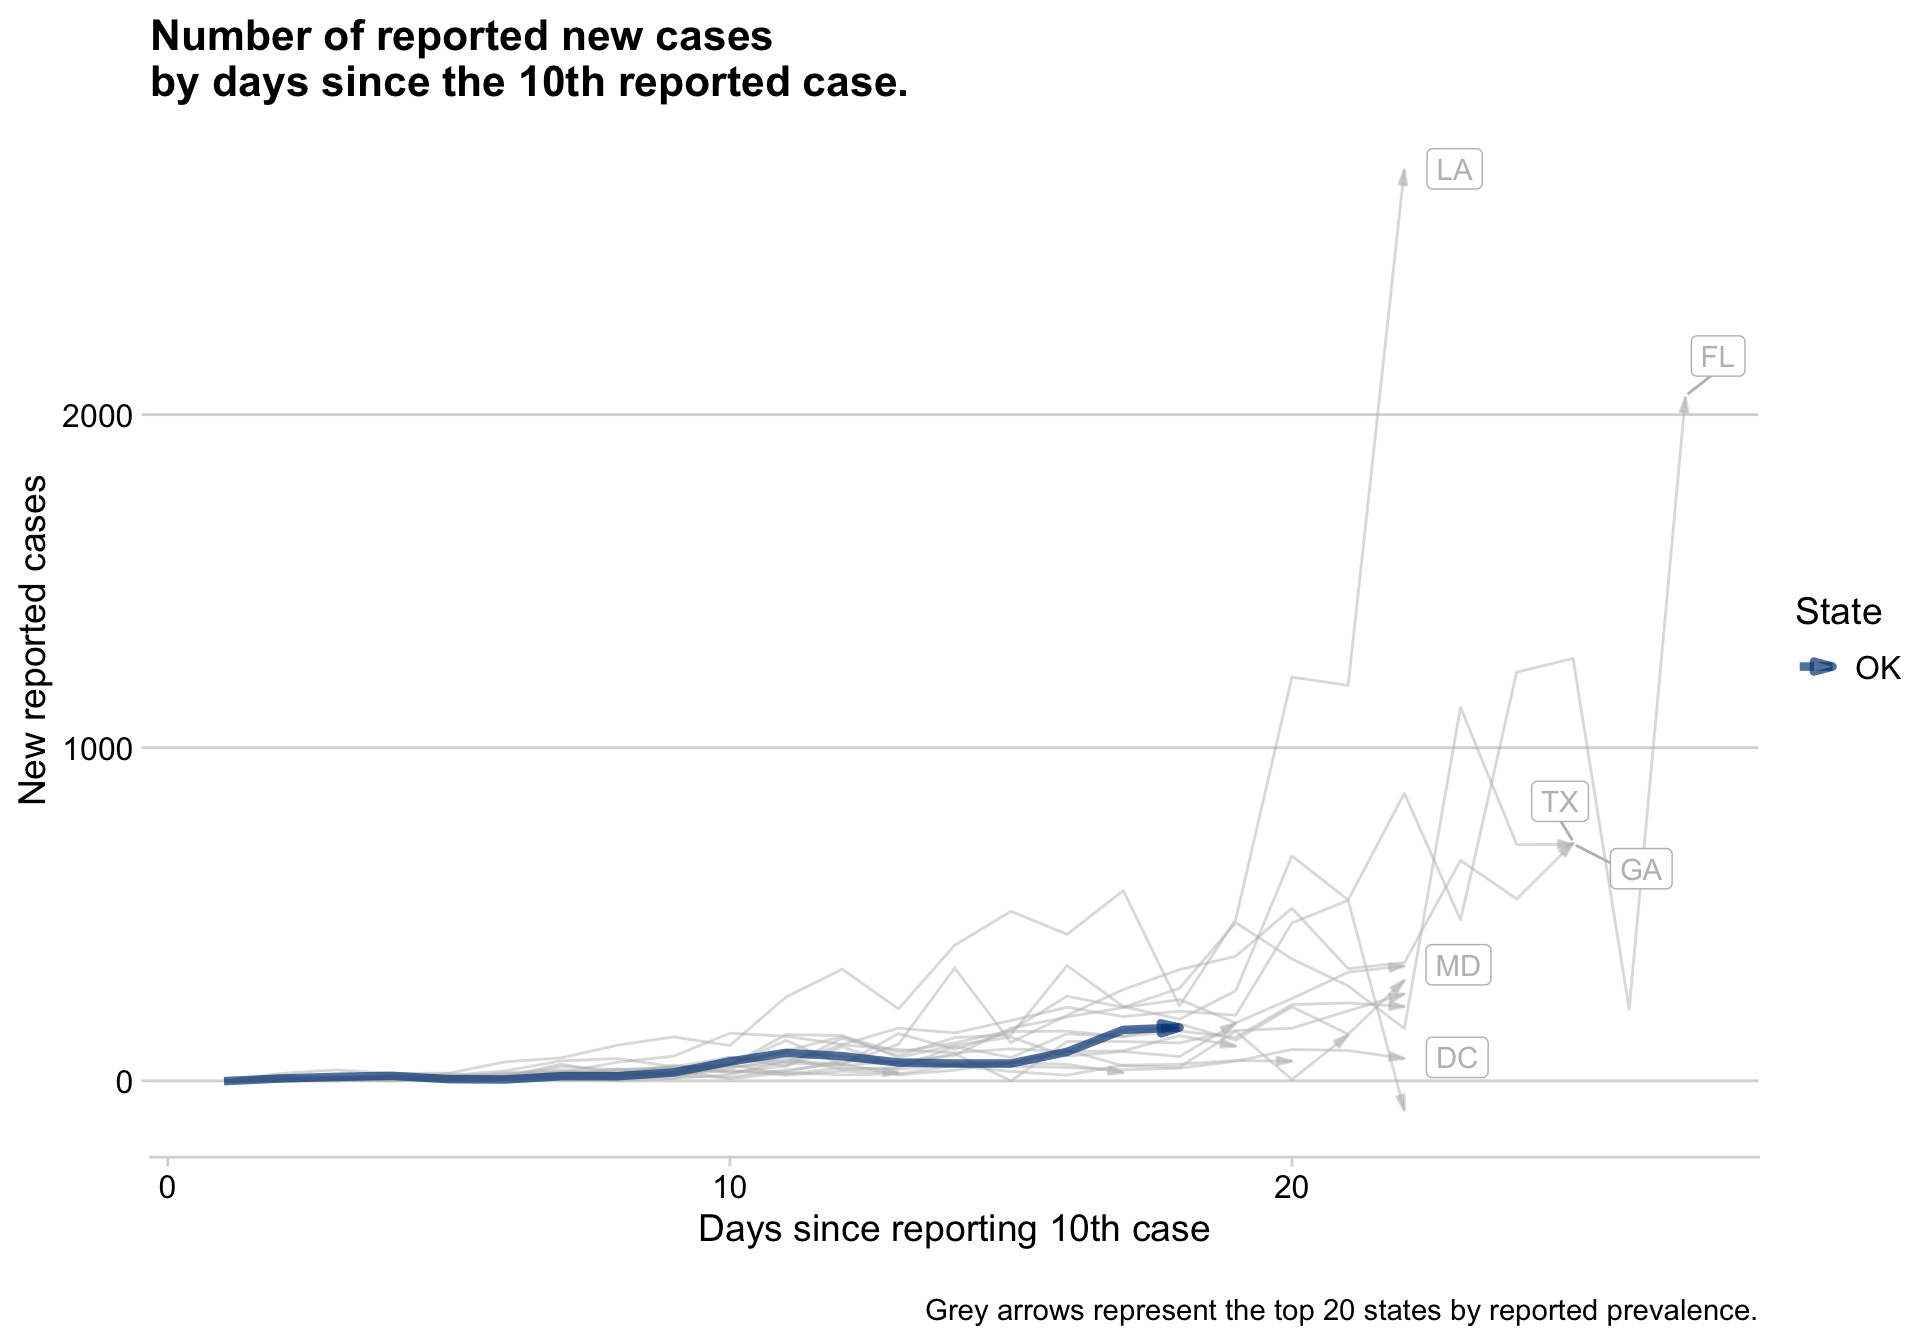 Number of reported new cases
by days since the 10th reported case.
LA
FL
2000
New reported cases
State
OK
1000
TX
GA
MD
DC
0
0
10
20
Days since reporting 10th case
Grey arrows represent the top 20 states by reported prevalence.